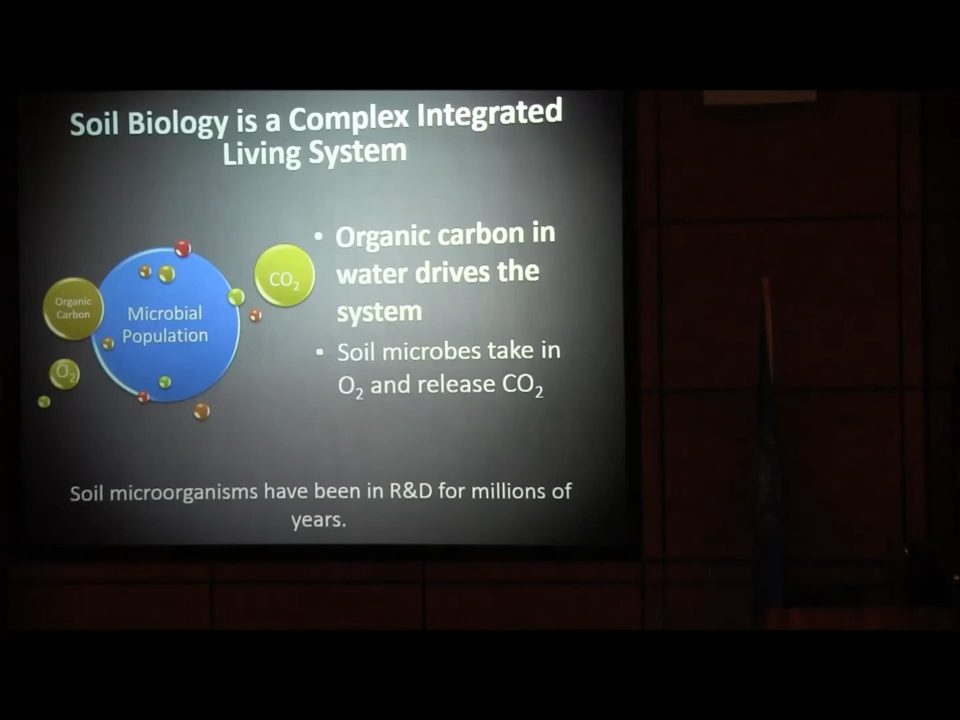 Soil Biology is a Complex Integrated
Living System
Organic
Carbon
O₂
Microbial
Population
CO₂
• Organic carbon in
water drives the
system
• Soil microbes take in
O₂ and release CO₂
Soil microorganisms have been in R&D for millions of
years.